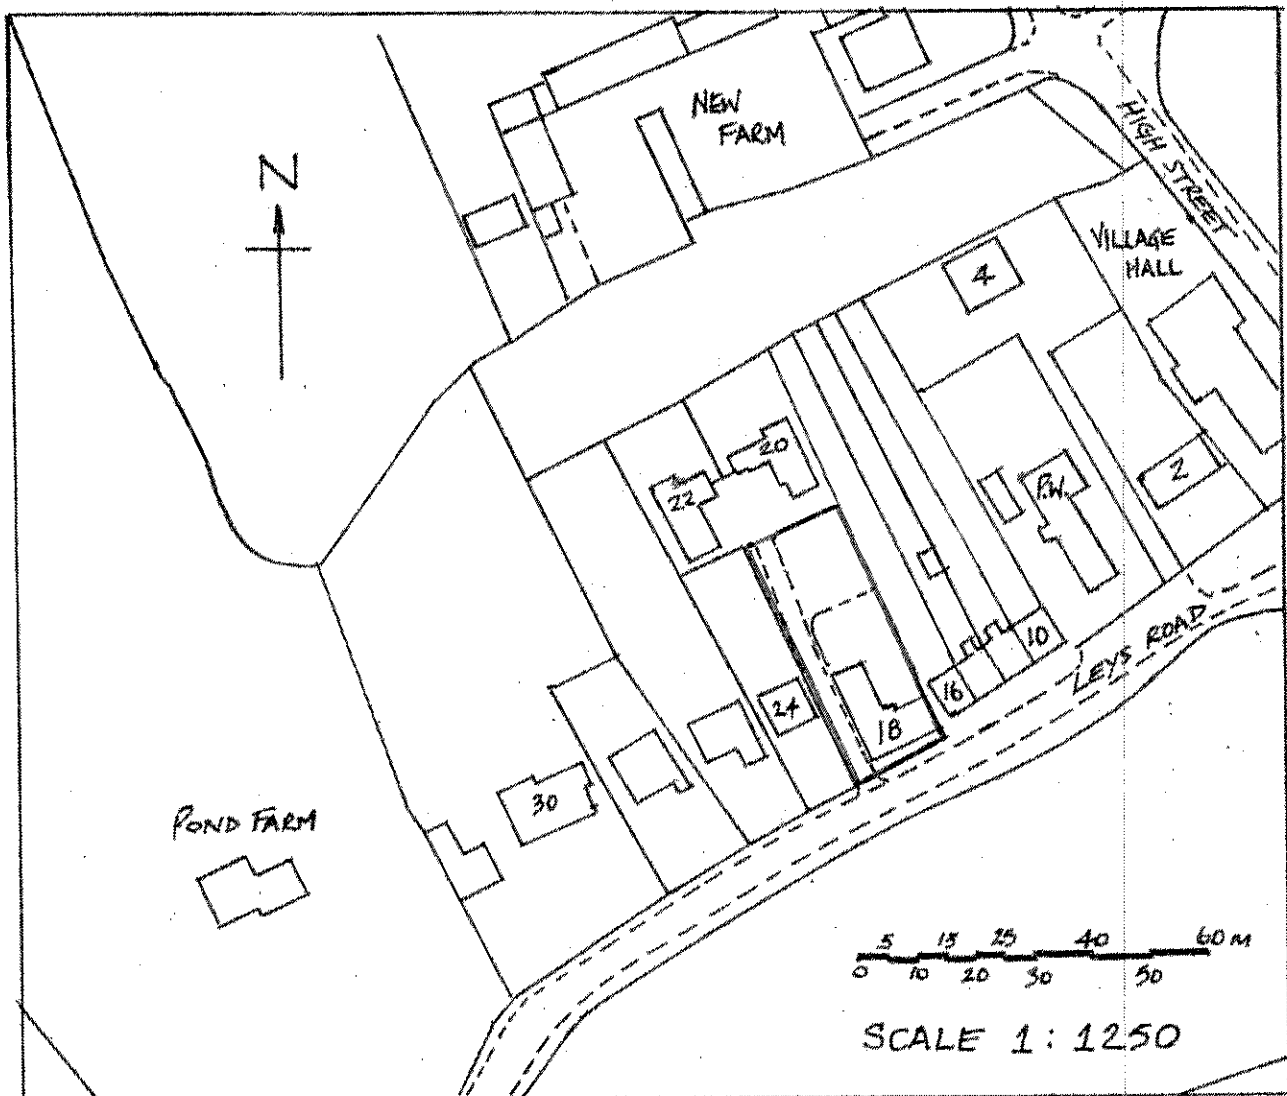 NEW
FARM
HIGH STREET
N
VILLAGE
HALL
4
20
22
P.W.
2
10
16
LEYS ROAD
24
18
30
POND FARM
5 15 25 40 60 M
0 10 20 30 50
SCALE 1 : 1250